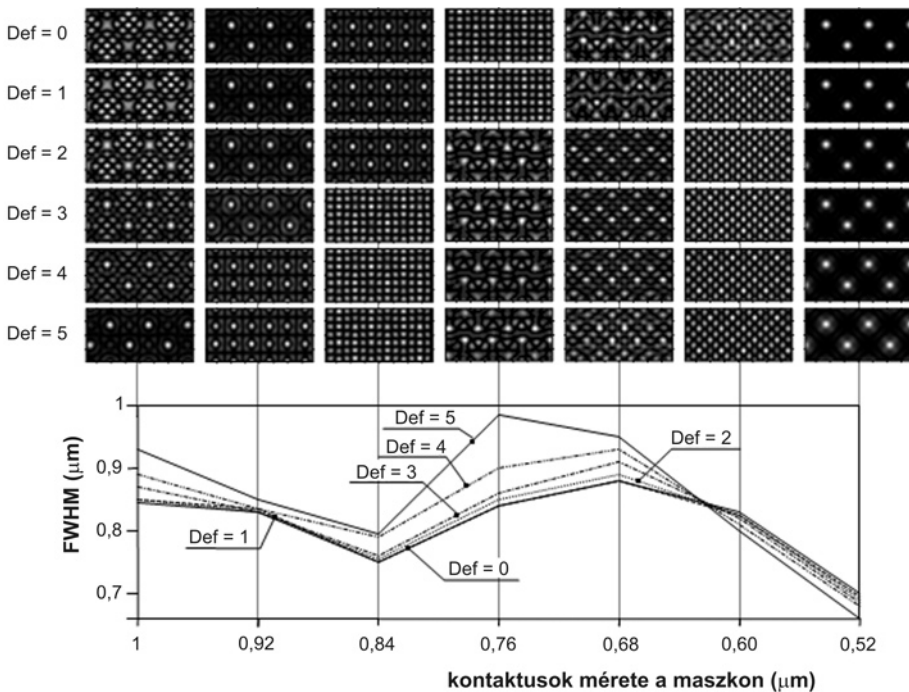 Def = 0
Def = 1
Def = 2
Def = 3
Def = 4
Def = 5
1
0,9
0,8
0,7
FWHM (μm)
Def = 5
Def = 4
Def = 3
Def = 2
Def = 1
Def = 0
1
0,92
0,84
0,76
0,68
0,60
0,52
kontaktusok mérete a maszkon (μm)